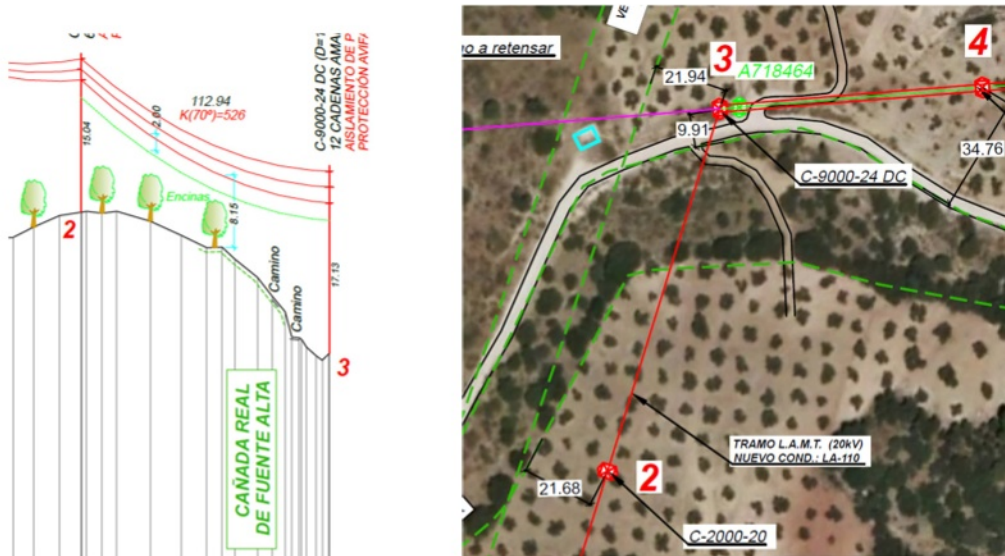 112.94
K(70º)=526
2.00
15.04
Encinas
8.15
2
Camino
Camino
17.13
3
CAÑADA REAL
DE FUENTE ALTA
C-9000-24 DC (D=1
12 CADENAS AMA
AISLAMIENTO DE P
PROTECCIÓN AVIFA
VE
o a retensar
21.94
3
A718464
4
9.91
34.76
C-9000-24 DC
TRAMO L.A.M.T. (20kV)
NUEVO COND.: LA-110
21.68
2
C-2000-20